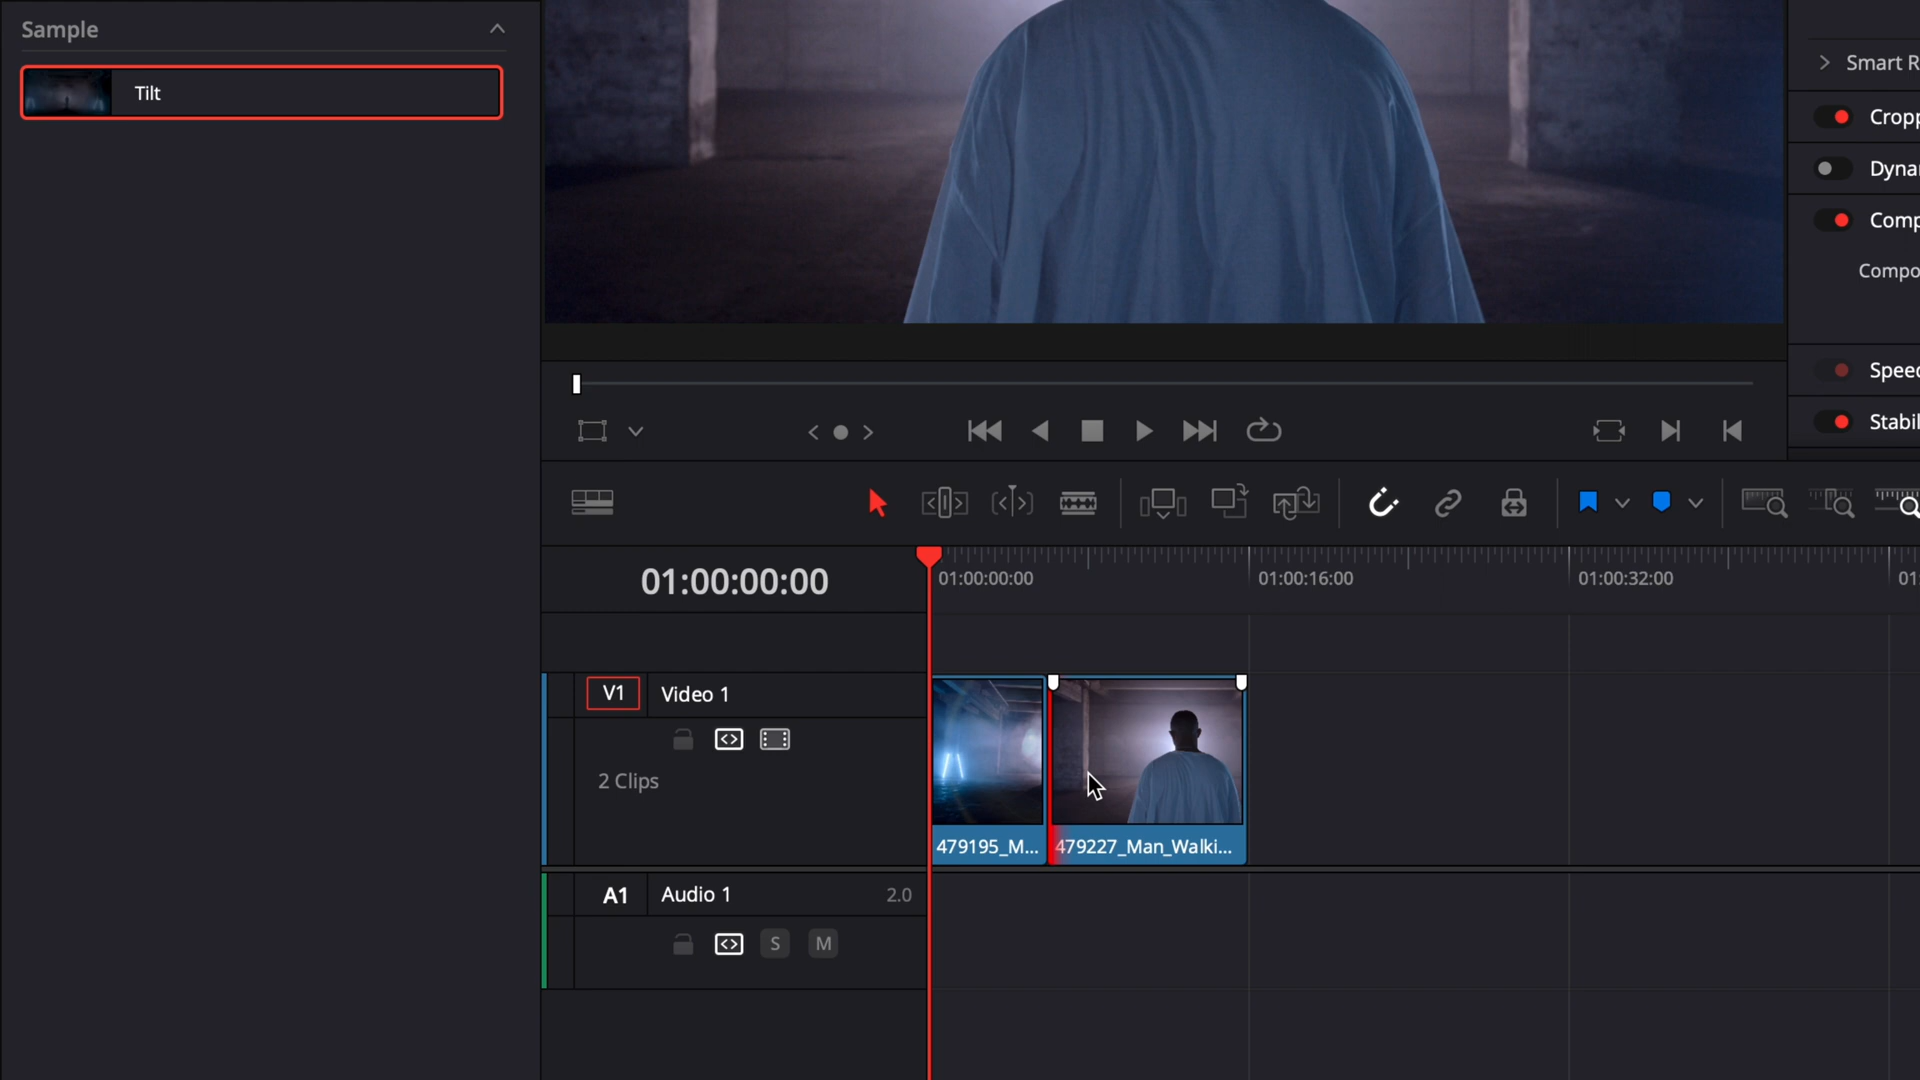 Sample
Tilt
Smart R
Cropp
Dynar
Comp
Compo
Speed
Stabil
01:00:00:00
01:00:00:00
01:00:16:00
01:00:32:00
01:
V1
Video 1
2 Clips
479195_M...
479227_Man_Walki...
A1
Audio 1
2.0
S
M